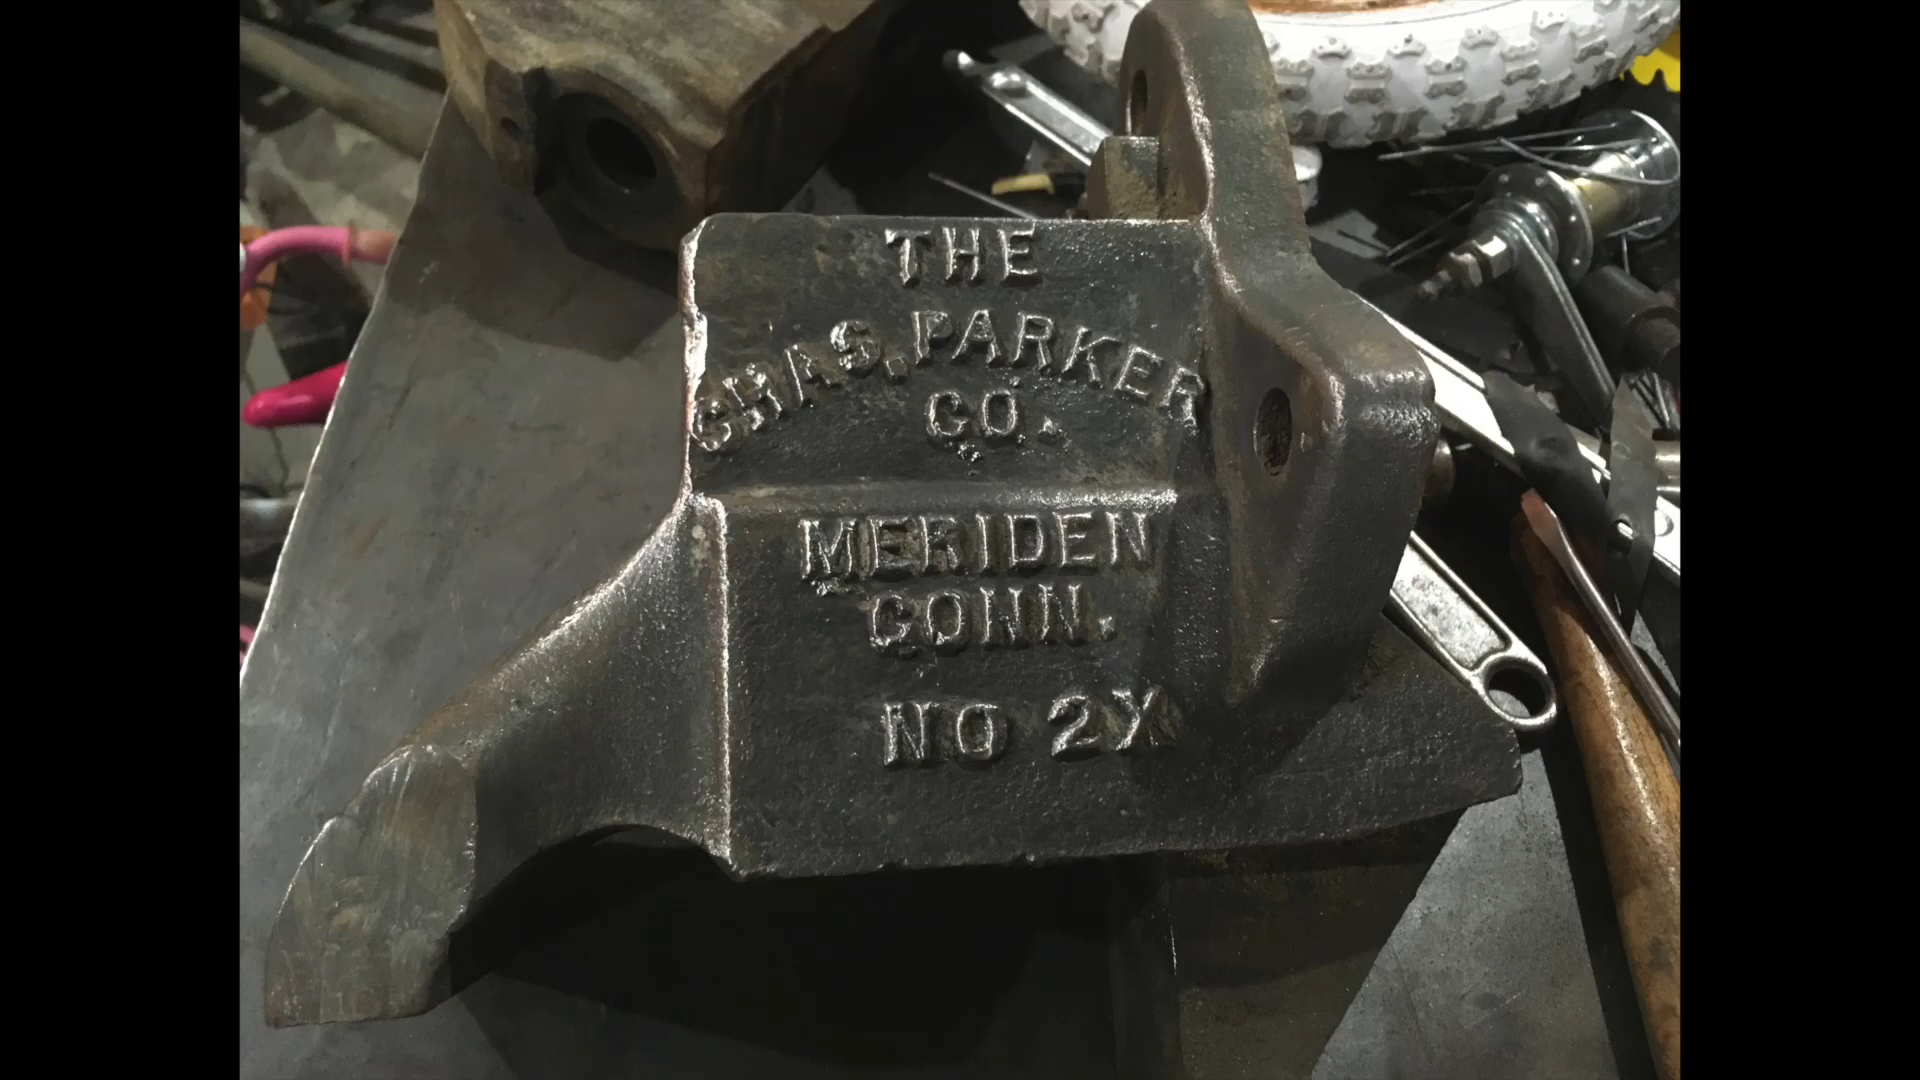 THE
CHAS. PARKER
CO.
MERIDEN
CONN.
NO 2X